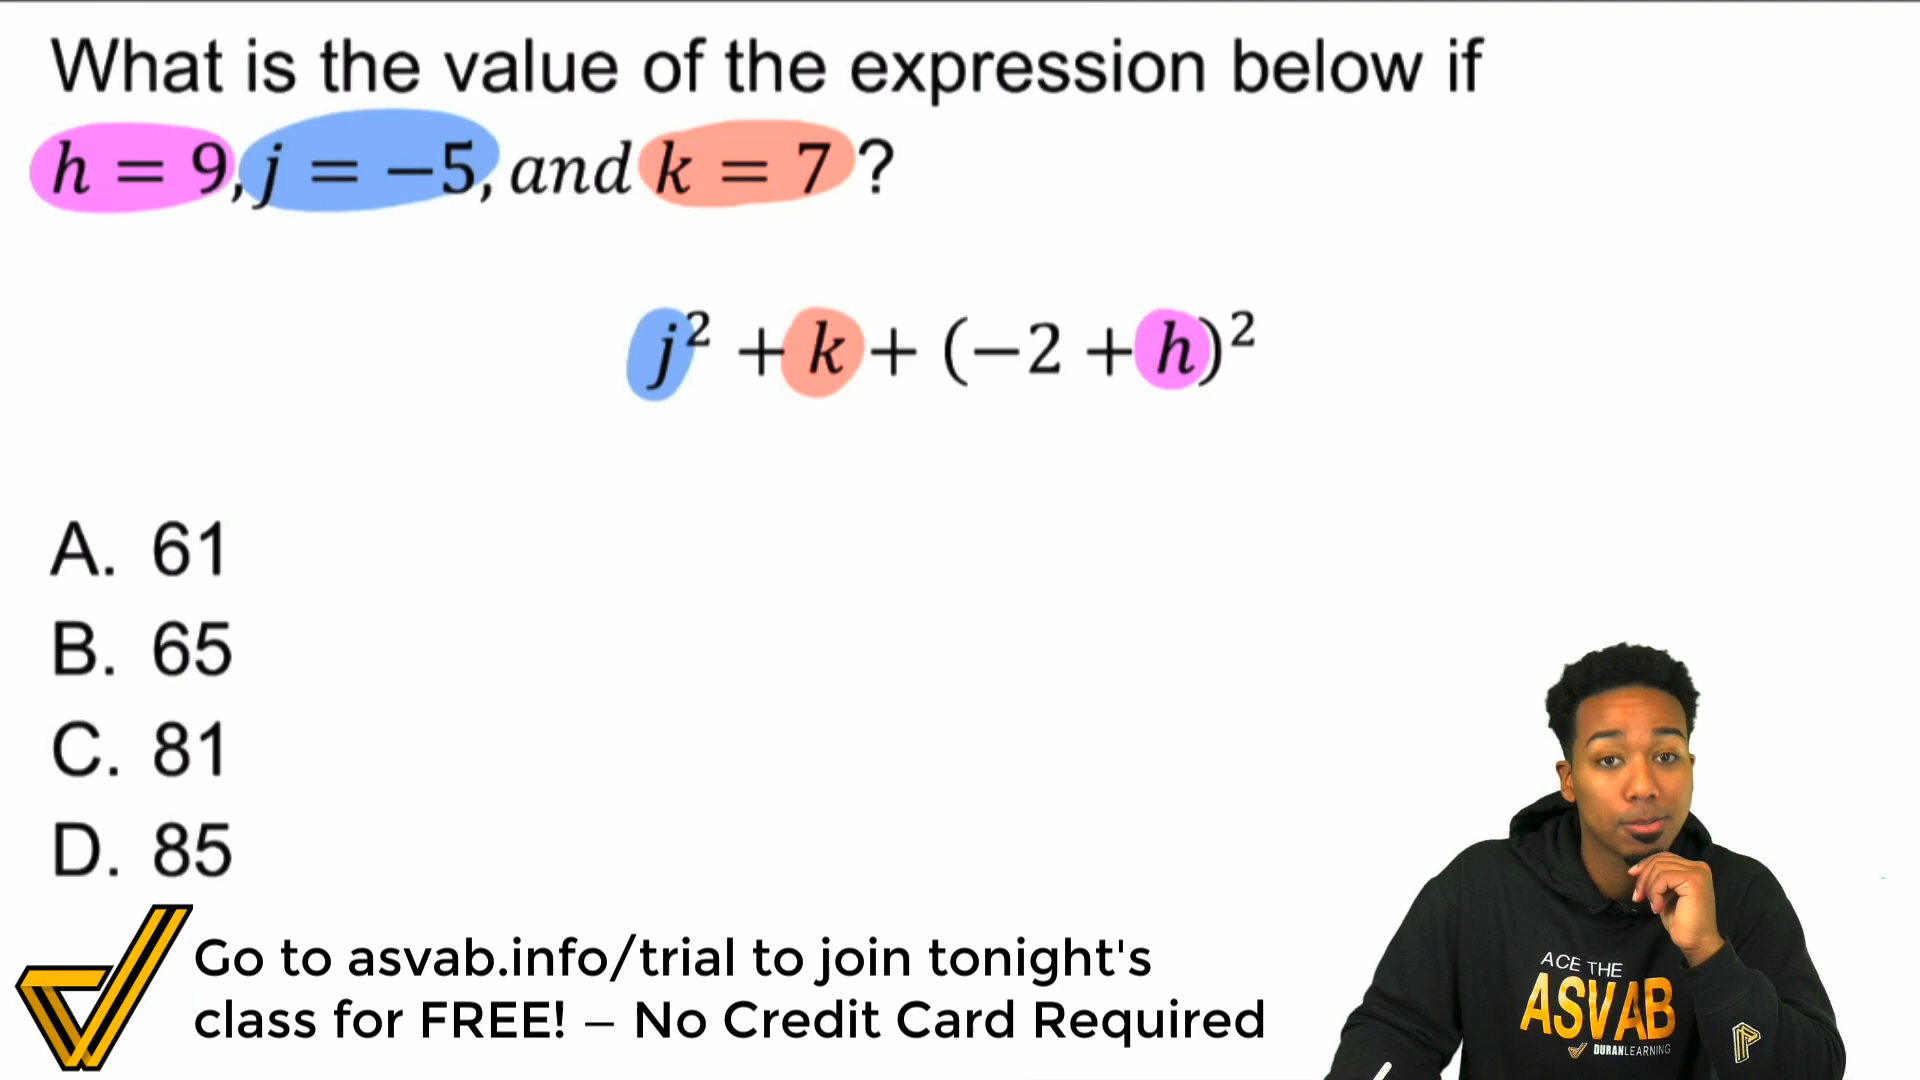 What is the value of the expression below if
h = 9, j = −5, and k = 7 ?
j² + k + (−2 + h)²
A. 61
B. 65
C. 81
D. 85
Go to asvab.info/trial to join tonight's
class for FREE! – No Credit Card Required
ACE THE
ASVAB
DURANLEARNING